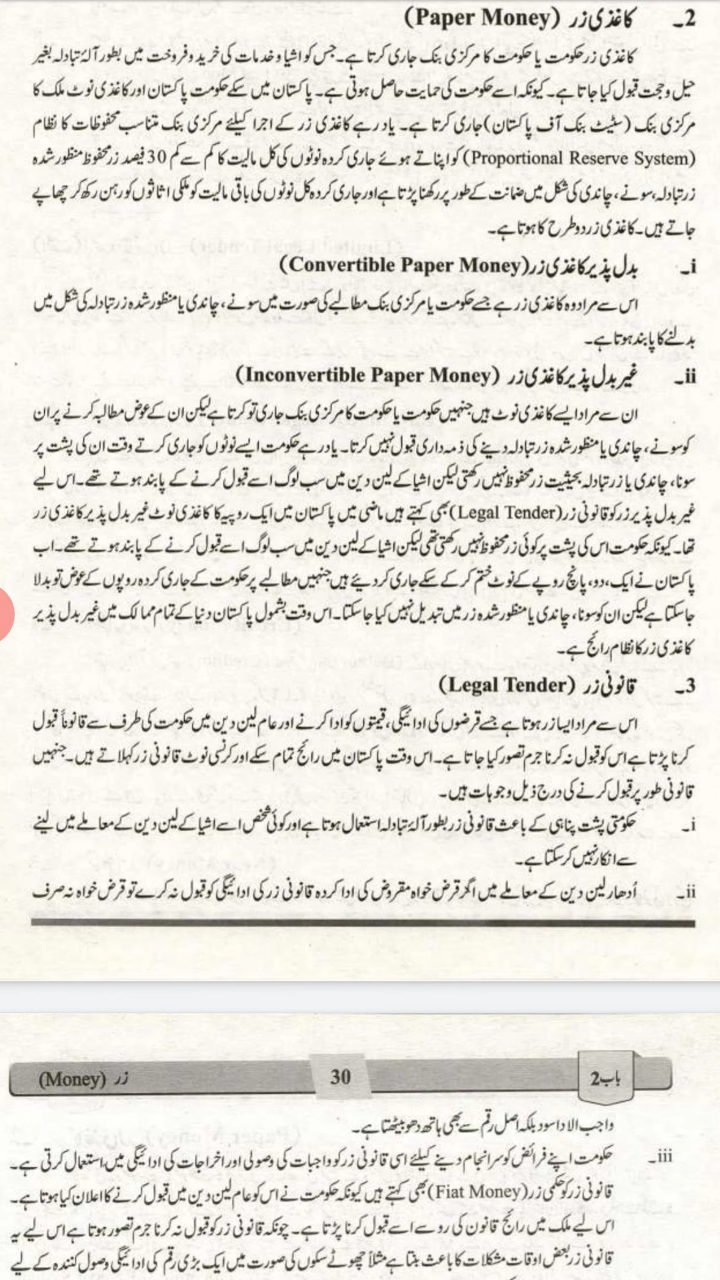 2۔ کاغذی زر (Paper Money)
کاغذی زر حکومت یا حکومت کا مرکزی بنک جاری کرتا ہے۔ جس کو اشیا و خدمات کی خرید و فروخت میں بطور آلۂ تبادلہ بغیر
حیل و حجت قبول کیا جاتا ہے۔ کیونکہ اسے حکومت کی حمایت حاصل ہوتی ہے۔ پاکستان میں سکے حکومت پاکستان اور کاغذی نوٹ ملک کا
مرکزی بنک (سٹیٹ بنک آف پاکستان) جاری کرتا ہے۔ یاد رہے کاغذی زر کے اجرا کیلئے مرکزی بنک متناسب محفوظات کا نظام
(Proportional Reserve System) کو اپناتے ہوئے جاری کردہ نوٹوں کی کل مالیت کا کم سے کم 30 فیصد زر محفوظ منظور شدہ
زرتبادلہ، سونے، چاندی کی شکل میں ضمانت کے طور پر رکھنا پڑتا ہے اور جاری کردہ کل نوٹوں کی باقی مالیت کو ملکی اثاثوں کو رہن رکھ کر چھاپے
جاتے ہیں۔ کاغذی زر دو طرح کا ہوتا ہے۔
i۔ بدل پذیر کاغذی زر (Convertible Paper Money)
اس سے مراد وہ کاغذی زر ہے جسے حکومت یا مرکزی بنک مطالبے کی صورت میں سونے، چاندی یا منظور شدہ زرتبادلہ کی شکل میں
بدلنے کا پابند ہوتا ہے۔
ii۔ غیر بدل پذیر کاغذی زر (Inconvertible Paper Money)
ان سے مراد ایسے کاغذی نوٹ ہیں جنہیں حکومت یا حکومت کا مرکزی بنک جاری تو کرتا ہے لیکن ان کے عوض مطالبہ کرنے پر ان
کو سونے، چاندی یا منظور شدہ زرتبادلہ دینے کی ذمہ داری قبول نہیں کرتا۔ یاد رہے حکومت ایسے نوٹوں کو جاری کرتے وقت ان کی پشت پر
سونا، چاندی یا زرتبادلہ بحیثیت زر محفوظ نہیں رکھتی لیکن اشیا کے لین دین میں سب لوگ اسے قبول کرنے کے پابند ہوتے تھے۔ اس لیے
غیر بدل پذیر زر کو قانونی زر (Legal Tender) بھی کہتے ہیں ماضی میں پاکستان میں ایک روپیہ کا کاغذی نوٹ غیر بدل پذیر کاغذی زر
تھا۔ کیونکہ حکومت اس کی پشت پر کوئی زر محفوظ نہیں رکھتی تھی لیکن اشیا کے لین دین میں سب لوگ اسے قبول کرنے کے پابند ہوتے تھے۔ اب
پاکستان نے ایک، دو، پانچ روپے کے نوٹ ختم کر کے سکے جاری کر دیئے ہیں جنہیں مطالبے پر حکومت کے جاری کردہ روپوں کے عوض تو بدلا
جا سکتا ہے لیکن ان کو سونا، چاندی یا منظور شدہ زر میں تبدیل نہیں کیا جا سکتا۔ اس وقت بشمول پاکستان دنیا کے تمام ممالک میں غیر بدل پذیر
کاغذی زر کا نظام رائج ہے۔
3۔ قانونی زر (Legal Tender)
اس سے مراد ایسا زر ہوتا ہے جسے قرضوں کی ادائیگی، قیمتوں کو ادا کرنے اور عام لین دین میں حکومت کی طرف سے قانوناً قبول
کرنا پڑتا ہے اس کو قبول نہ کرنا جرم تصور کیا جاتا ہے۔ اس وقت پاکستان میں رائج تمام سکے اور کرنسی نوٹ قانونی زر کہلاتے ہیں۔ جنہیں
قانونی طور پر قبول کرنے کی درج ذیل وجوہات ہیں۔
i۔ حکومتی پشت پناہی کے باعث قانونی زر بطور آلۂ تبادلہ استعمال ہوتا ہے اور کوئی شخص اسے اشیا کے لین دین کے معاملے میں لینے
سے انکار نہیں کر سکتا ہے۔
ii۔ اُدھار لین دین کے معاملے میں اگر قرض خواہ مقروض کی ادا کردہ قانونی زر کی ادائیگی کو قبول نہ کرے تو قرض خواہ نہ صرف
باب 2 30 زر (Money)
واجب الادا سود بلکہ اصل رقم سے بھی ہاتھ دھو بیٹھتا ہے۔
iii۔ حکومت اپنے فرائض کو سرانجام دینے کیلئے اسی قانونی زر کو واجبات کی وصولی اور اخراجات کی ادائیگی میں استعمال کرتی ہے۔
قانونی زر کو حکمی زر (Fiat Money) بھی کہتے ہیں کیونکہ حکومت نے اس کو عام لین دین میں قبول کرنے کا اعلان کیا ہوتا ہے۔
اس لیے ملک میں رائج قانون کی رو سے اسے قبول کرنا پڑتا ہے۔ چونکہ قانونی زر کو قبول نہ کرنا جرم تصور ہوتا ہے اس لیے یہ
قانونی زر بعض اوقات مشکلات کا باعث بنتا ہے مثلاً چھوٹے سکوں کی صورت میں ایک بڑی رقم کی ادائیگی وصول کنندہ کے لیے